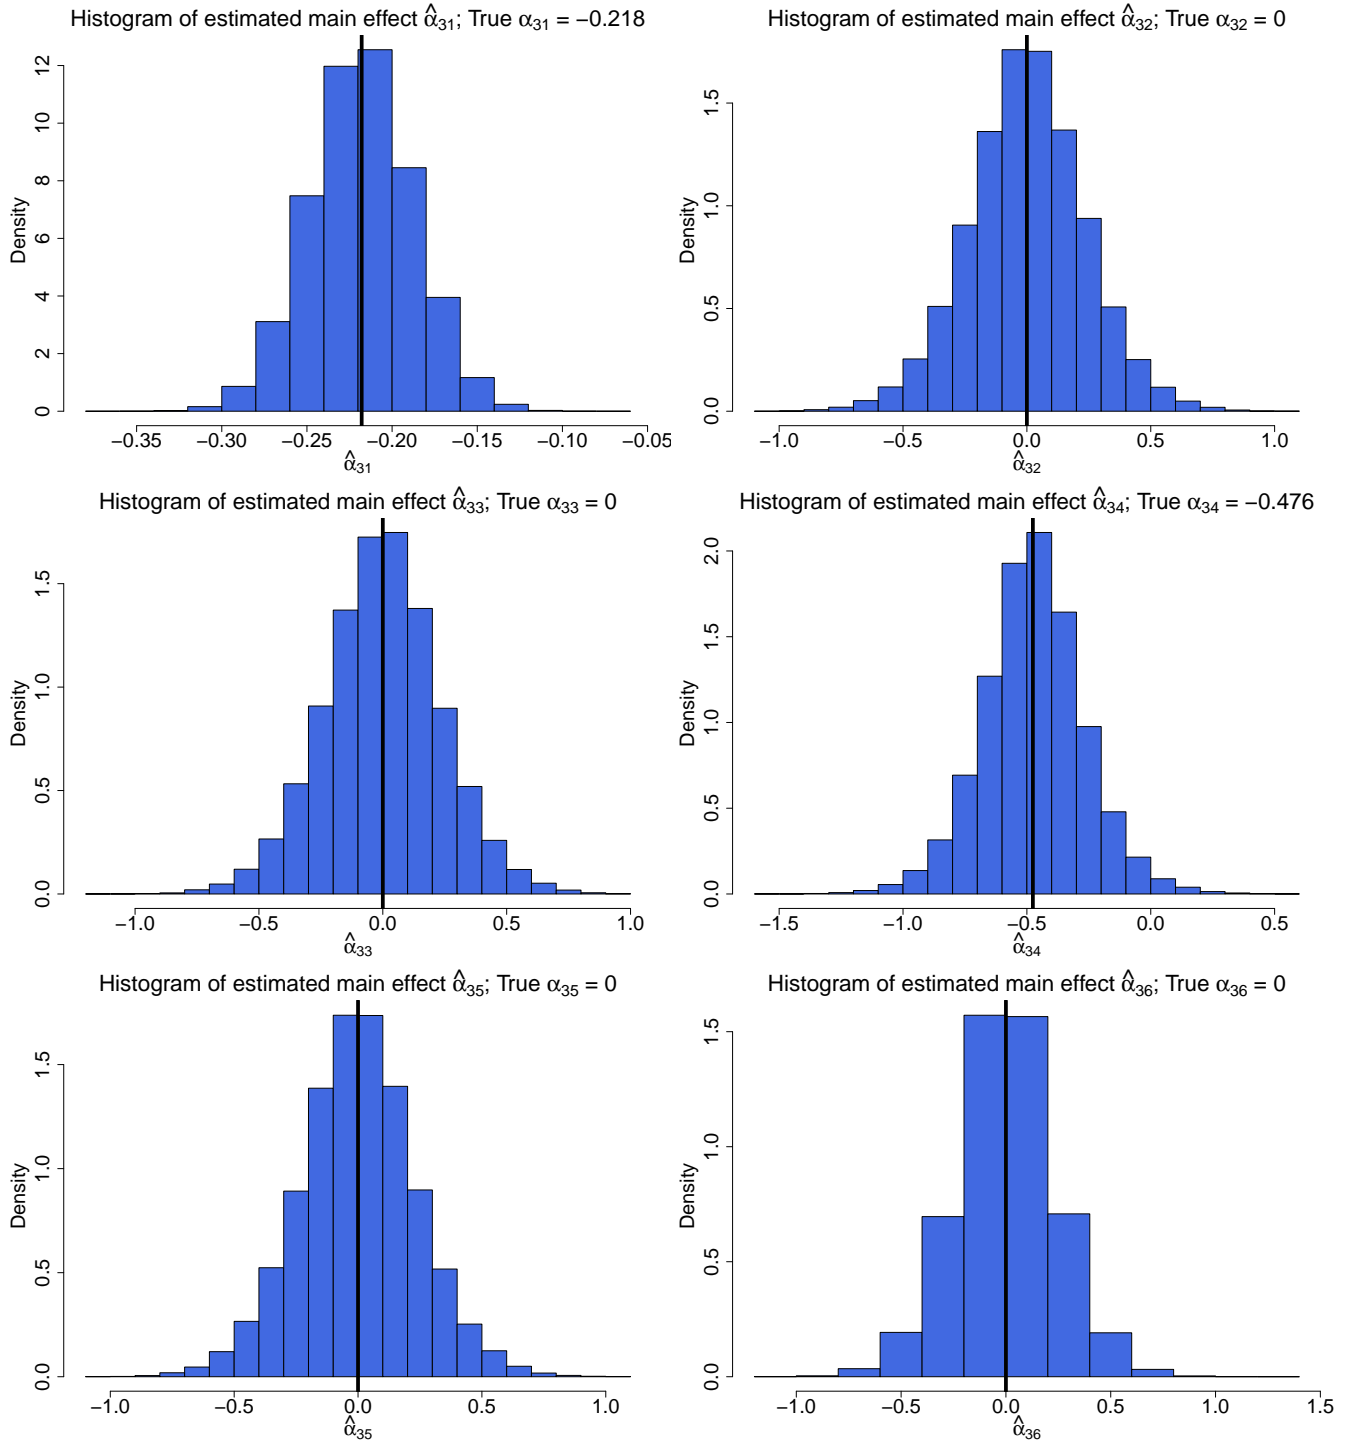 Histogram of estimated main effect α̂₃₁; True α₃₁ = −0.218
Density
0 2 4 6 8 10 12
−0.35 −0.30 −0.25 −0.20 −0.15 −0.10 −0.05
α̂₃₁
Histogram of estimated main effect α̂₃₂; True α₃₂ = 0
Density
0.0 0.5 1.0 1.5
−1.0 −0.5 0.0 0.5 1.0
α̂₃₂
Histogram of estimated main effect α̂₃₃; True α₃₃ = 0
Density
0.0 0.5 1.0 1.5
−1.0 −0.5 0.0 0.5 1.0
α̂₃₃
Histogram of estimated main effect α̂₃₄; True α₃₄ = −0.476
Density
0.0 0.5 1.0 1.5 2.0
−1.5 −1.0 −0.5 0.0 0.5
α̂₃₄
Histogram of estimated main effect α̂₃₅; True α₃₅ = 0
Density
0.0 0.5 1.0 1.5
−1.0 −0.5 0.0 0.5 1.0
α̂₃₅
Histogram of estimated main effect α̂₃₆; True α₃₆ = 0
Density
0.0 0.5 1.0 1.5
−1.0 −0.5 0.0 0.5 1.0 1.5
α̂₃₆